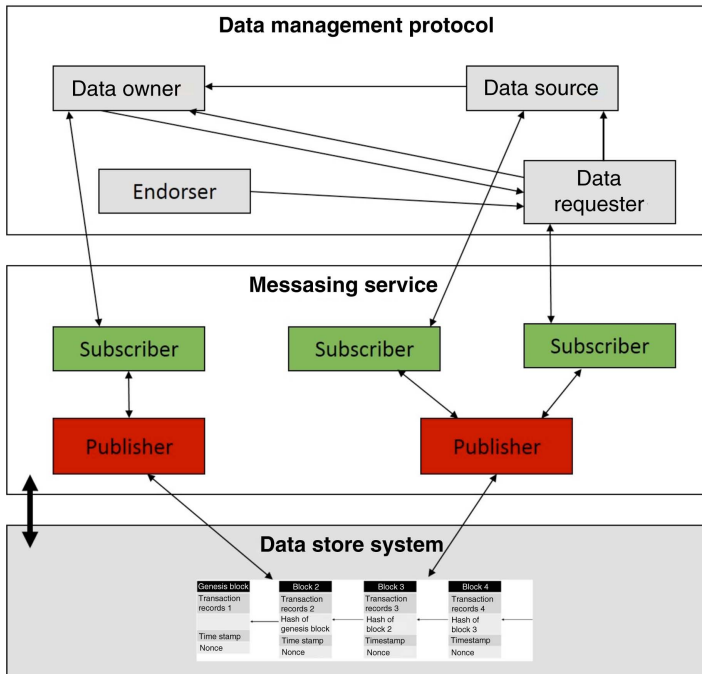 Data management protocol
Data owner
Data source
Endorser
Data
requester
Messasing service
Subscriber
Subscriber
Subscriber
Publisher
Publisher
Data store system
Genesis block
Transaction
records 1
Time stamp
Nonce
Block 2
Transaction
records 2
Hash of
genesis block
Time stamp
Nonce
Block 3
Transaction
records 3
Hash of
block 2
Timestamp
Nonce
Block 4
Transaction
records 4
Hash of
block 3
Timestamp
Nonce